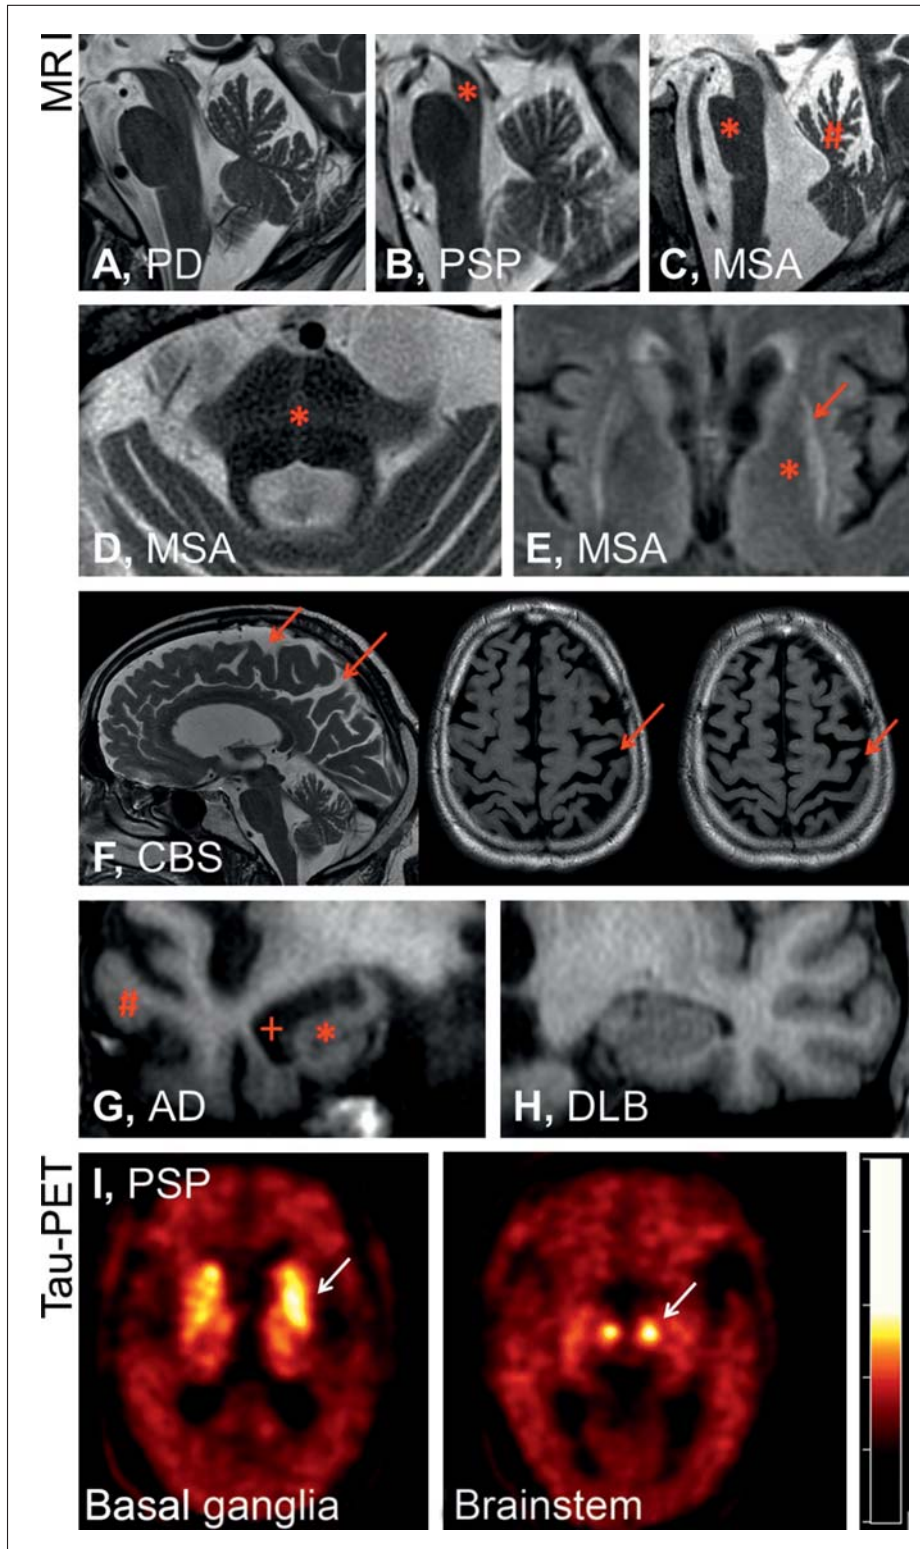 MRI
A, PD
B, PSP
*
C, MSA
*
#
D, MSA
*
E, MSA
*
F, CBS
G, AD
#
+
*
H, DLB
Tau-PET
I, PSP
Basal ganglia
Brainstem